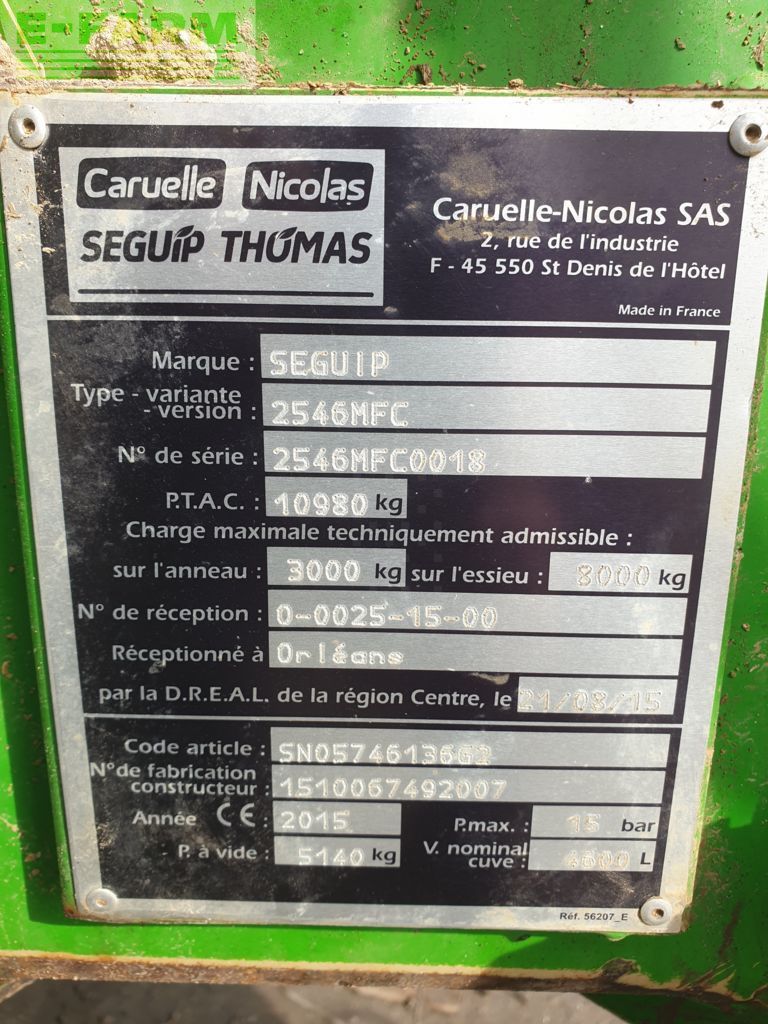 E-FARM
Caruelle Nicolas
SEGUIP THOMAS
Caruelle-Nicolas SAS
2, rue de l'industrie
F - 45 550 St Denis de l'Hôtel
Made in France
Marque : SEGUIP
Type - variante
- version : 2546MFC
N° de série : 2546MFC0018
P.T.A.C. : 10980 kg
Charge maximale techniquement admissible :
sur l'anneau : 3000 kg sur l'essieu : 8000 kg
N° de réception : 0-0025-15-00
Réceptionné à Orléans
par la D.R.E.A.L. de la région Centre, le 21/08/15
Code article : SN05746136G2
N° de fabrication
constructeur : 1510067492007
Année CE : 2015 P.max. : 15 bar
P. à vide : 5140 kg V. nominal
cuve : 4600 L
Réf. 56207_E